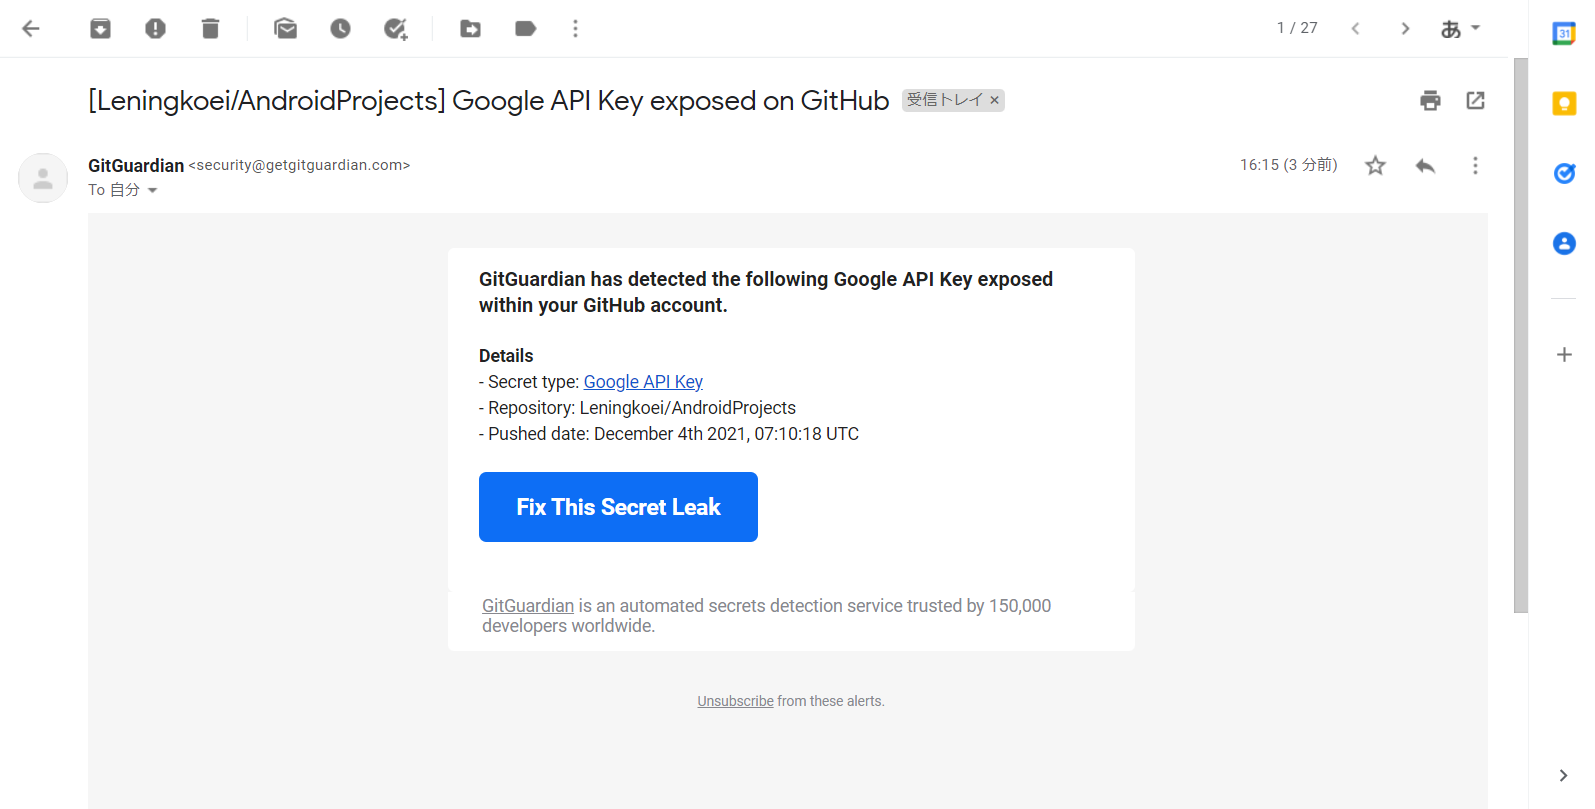 1 / 27
あ
31
[Leningkoei/AndroidProjects] Google API Key exposed on GitHub 受信トレイ ×
GitGuardian <security@getgitguardian.com>
16:15 (3 分前)
To 自分
GitGuardian has detected the following Google API Key exposed
within your GitHub account.
Details
- Secret type: Google API Key
- Repository: Leningkoei/AndroidProjects
- Pushed date: December 4th 2021, 07:10:18 UTC
Fix This Secret Leak
GitGuardian is an automated secrets detection service trusted by 150,000
developers worldwide.
Unsubscribe from these alerts.